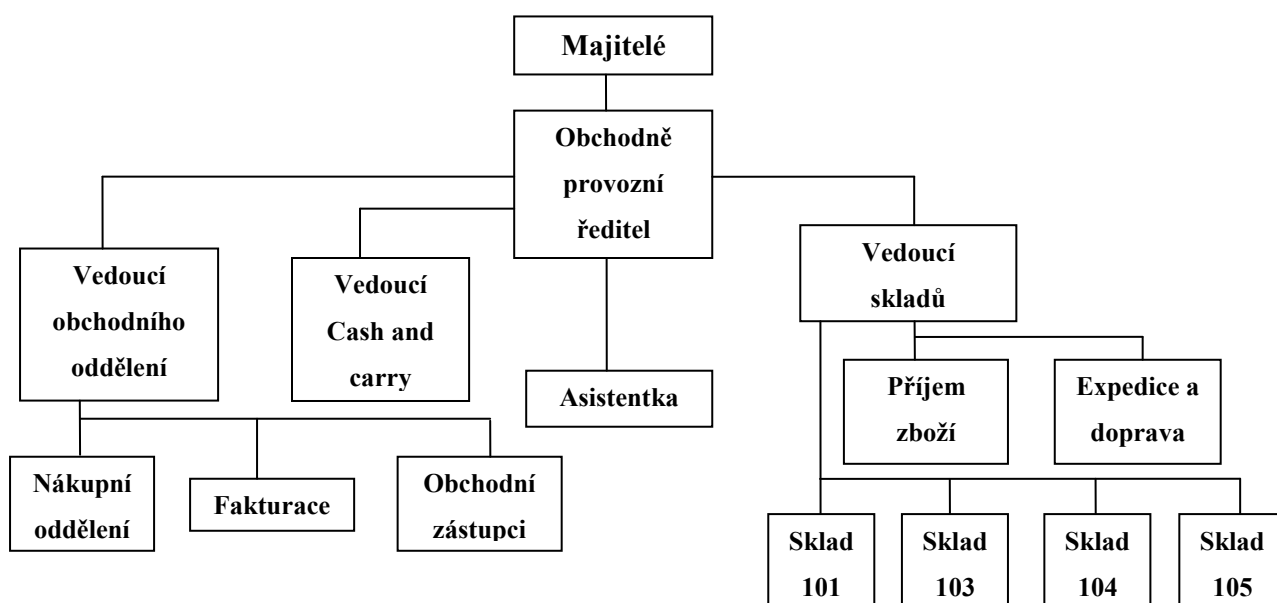 Majitelé
Obchodně
provozní
ředitel
Vedoucí
obchodního
oddělení
Vedoucí
Cash and
carry
Asistentka
Vedoucí
skladů
Příjem
zboží
Expedice a
doprava
Nákupní
oddělení
Fakturace
Obchodní
zástupci
Sklad
101
Sklad
103
Sklad
104
Sklad
105